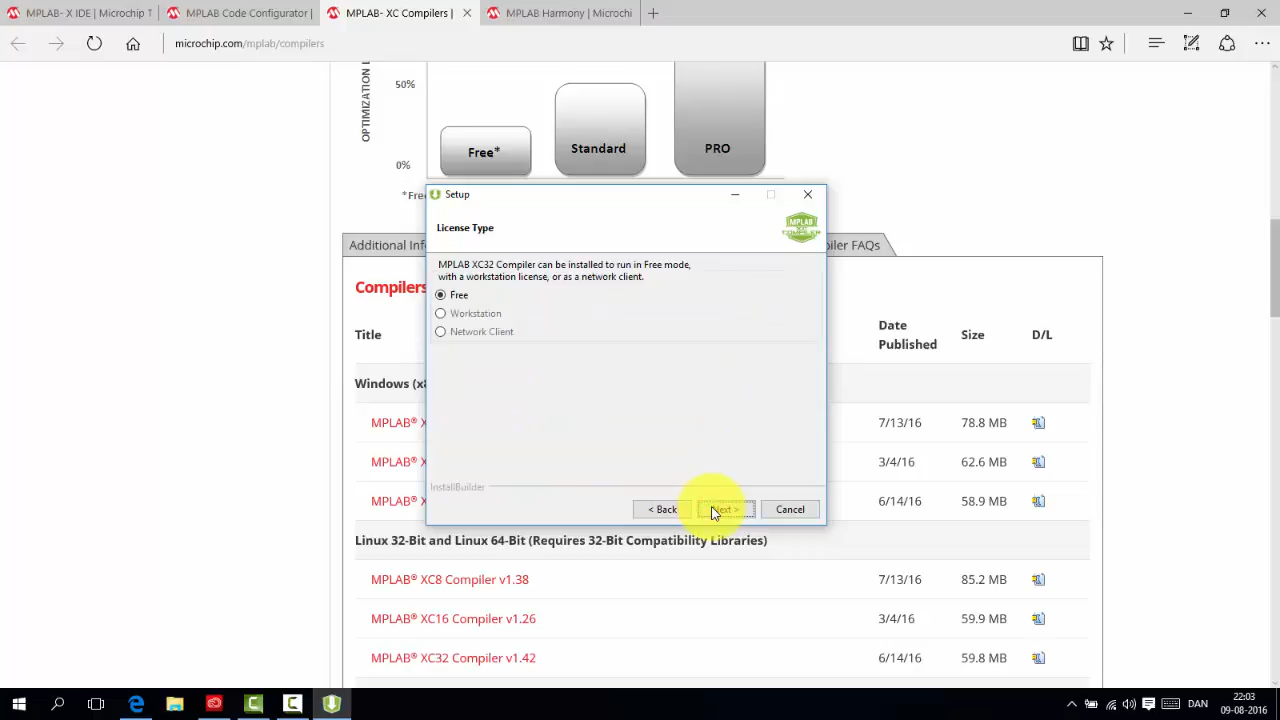 MPLAB- X IDE | Microchip T
MPLAB Code Configurator |
MPLAB- XC Compilers |
MPLAB Harmony | Microchi
microchip.com/mplab/compilers
OPTIMIZATION L
50%
0%
Free*
Standard
PRO
*Free
Setup
License Type
MPLAB XC32 Compiler can be installed to run in Free mode,
with a workstation license, or as a network client.
Free
Workstation
Network Client
InstallBuilder
< Back
Next >
Cancel
Additional Inf
piler FAQs
Compilers
Title
Date
Published
Size
D/L
Windows (x8
MPLAB® X
7/13/16
78.8 MB
MPLAB® X
3/4/16
62.6 MB
MPLAB® X
6/14/16
58.9 MB
Linux 32-Bit and Linux 64-Bit (Requires 32-Bit Compatibility Libraries)
MPLAB® XC8 Compiler v1.38
7/13/16
85.2 MB
MPLAB® XC16 Compiler v1.26
3/4/16
59.9 MB
MPLAB® XC32 Compiler v1.42
6/14/16
59.8 MB
DAN
22:03
09-08-2016